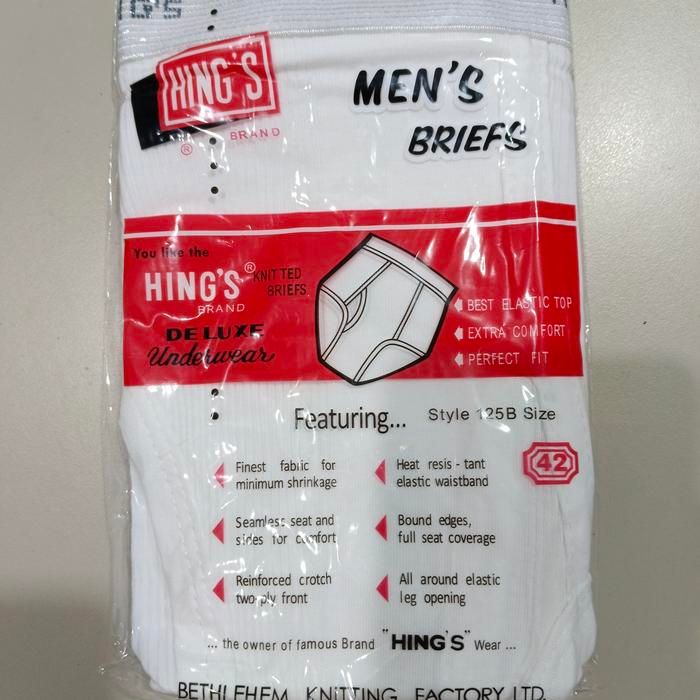 HING'S
BRAND
®
MEN'S
BRIEFS
You like the
HING'S® KNITTED
BRAND BRIEFS
DE LUXE
Underwear
BEST ELASTIC TOP
EXTRA COMFORT
PERFECT FIT
Featuring... Style 125B Size
42
Finest fabric for
minimum shrinkage
Heat resis - tant
elastic waistband
Seamless seat and
sides for comfort
Bound edges,
full seat coverage
Reinforced crotch
two-ply front
All around elastic
leg opening
... the owner of famous Brand "HING'S" Wear ...
BETHLEHEM KNITTING FACTORY LTD.